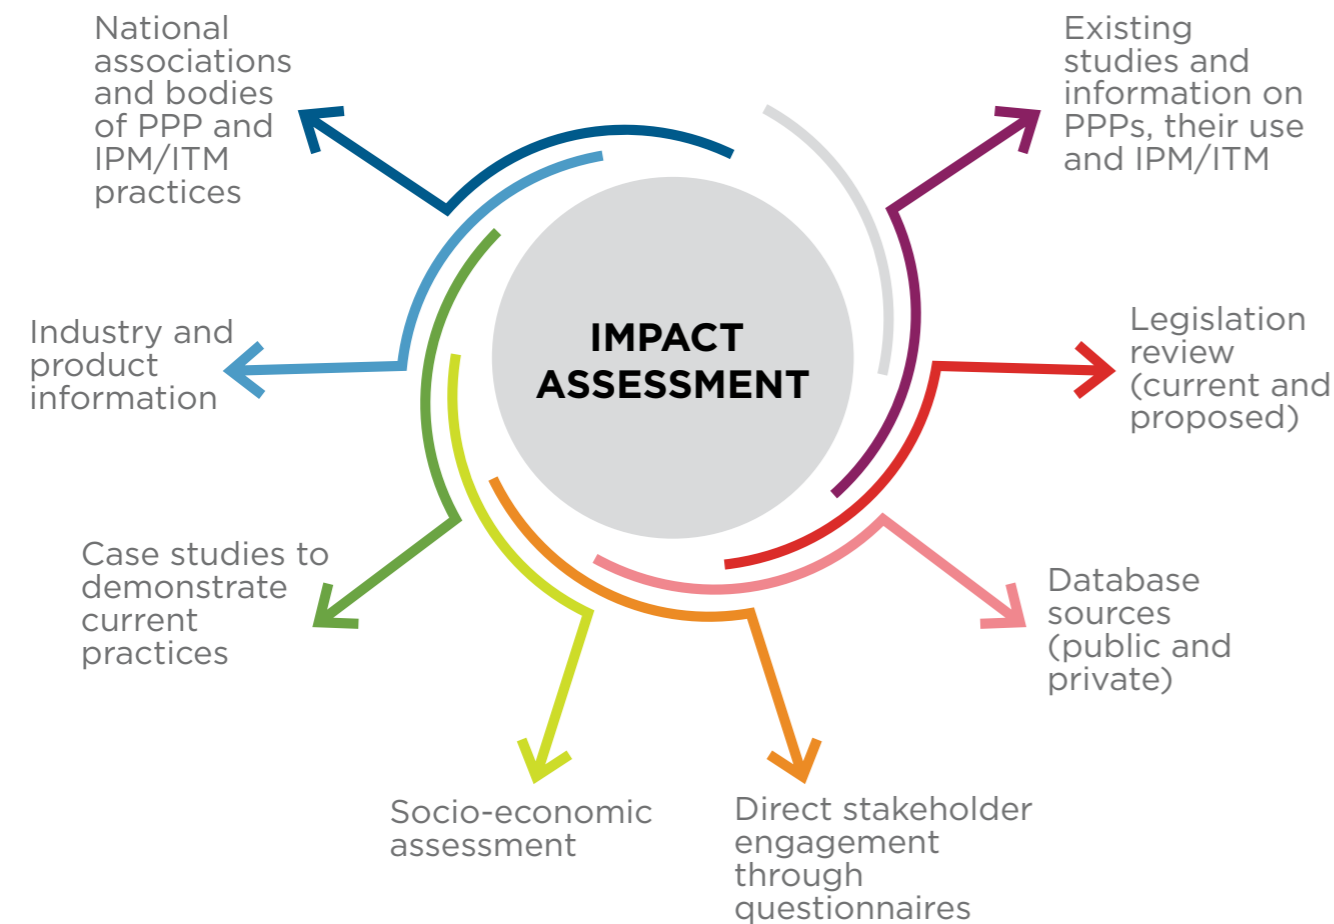 National
associations
and bodies
of PPP and
IPM/ITM
practices
Existing
studies and
information on
PPPs, their use
and IPM/ITM
Industry and
product
information
IMPACT
ASSESSMENT
Legislation
review
(current and
proposed)
Case studies to
demonstrate
current
practices
Database
sources
(public and
private)
Socio-economic
assessment
Direct stakeholder
engagement
through
questionnaires